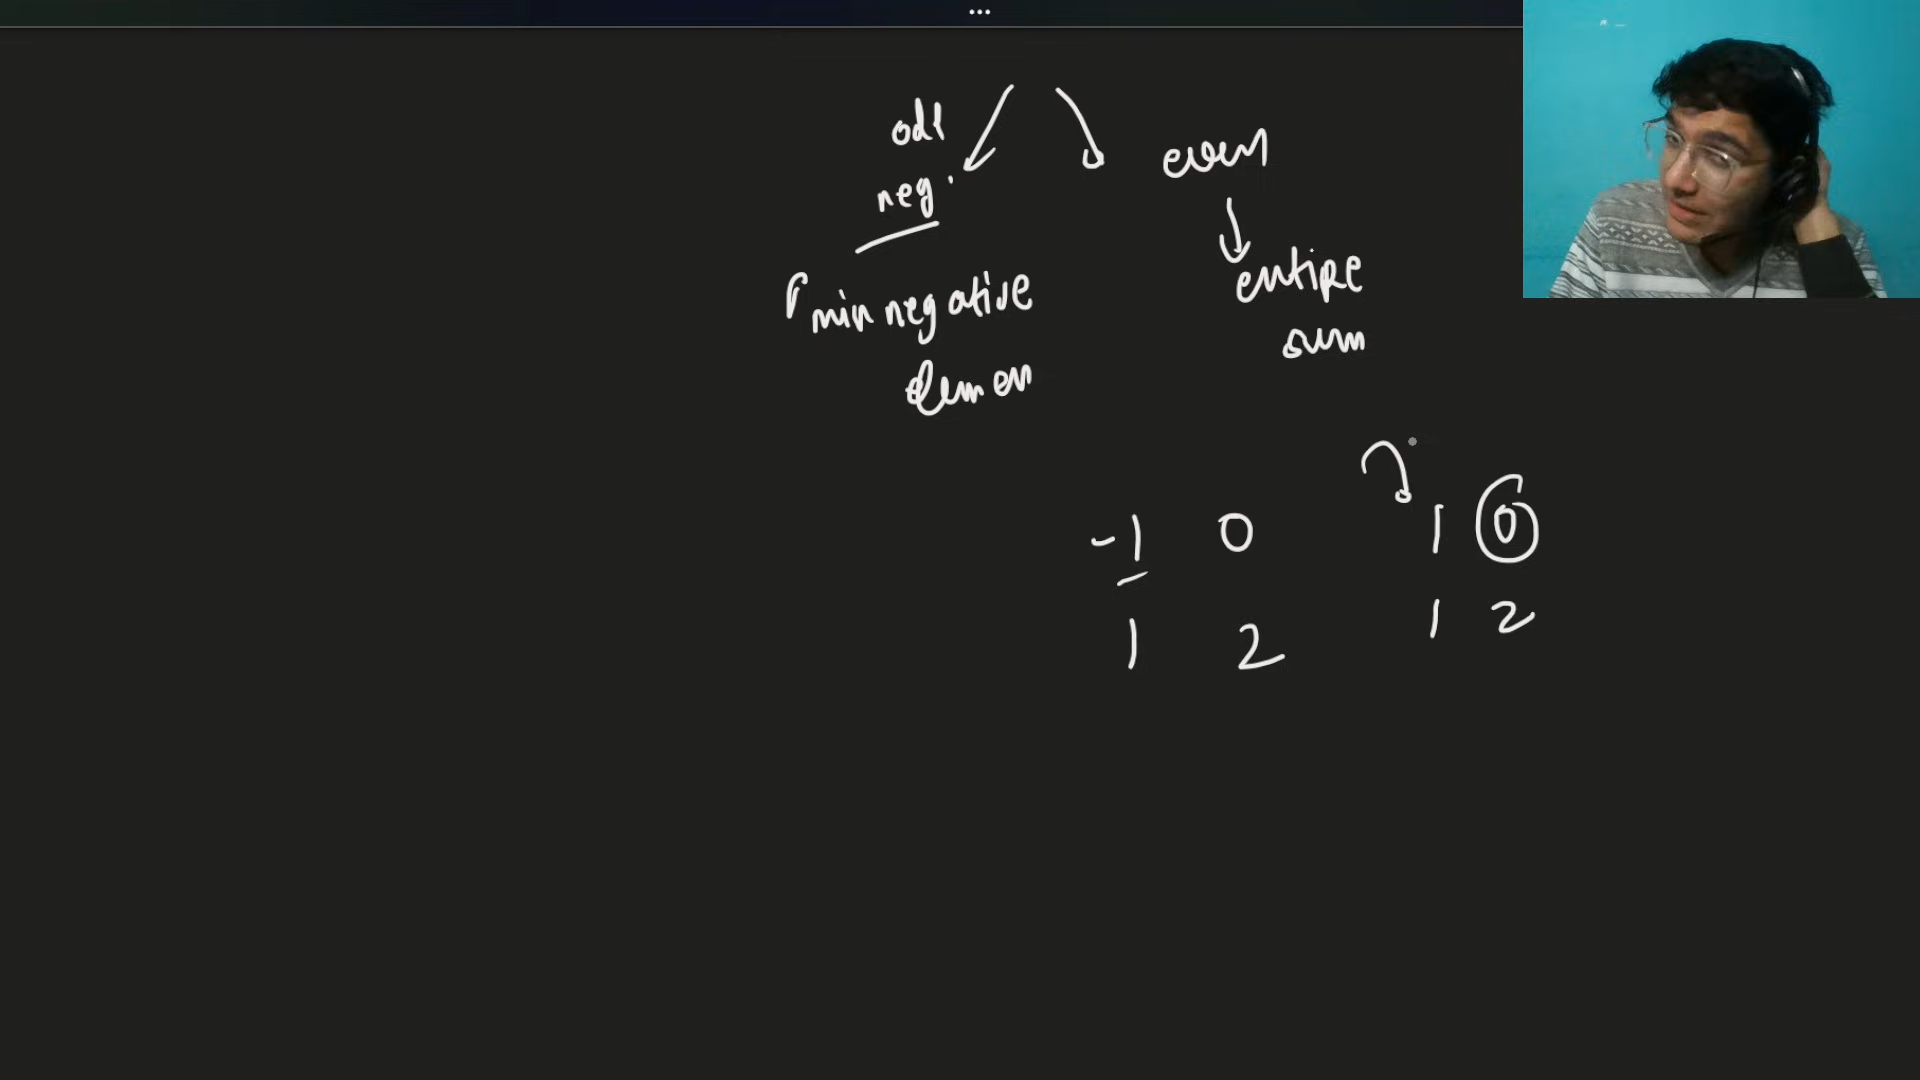 ...
odd
neg.
even
min negative
elemen
entire
sum
-1 0
1 2
1 0
1 2